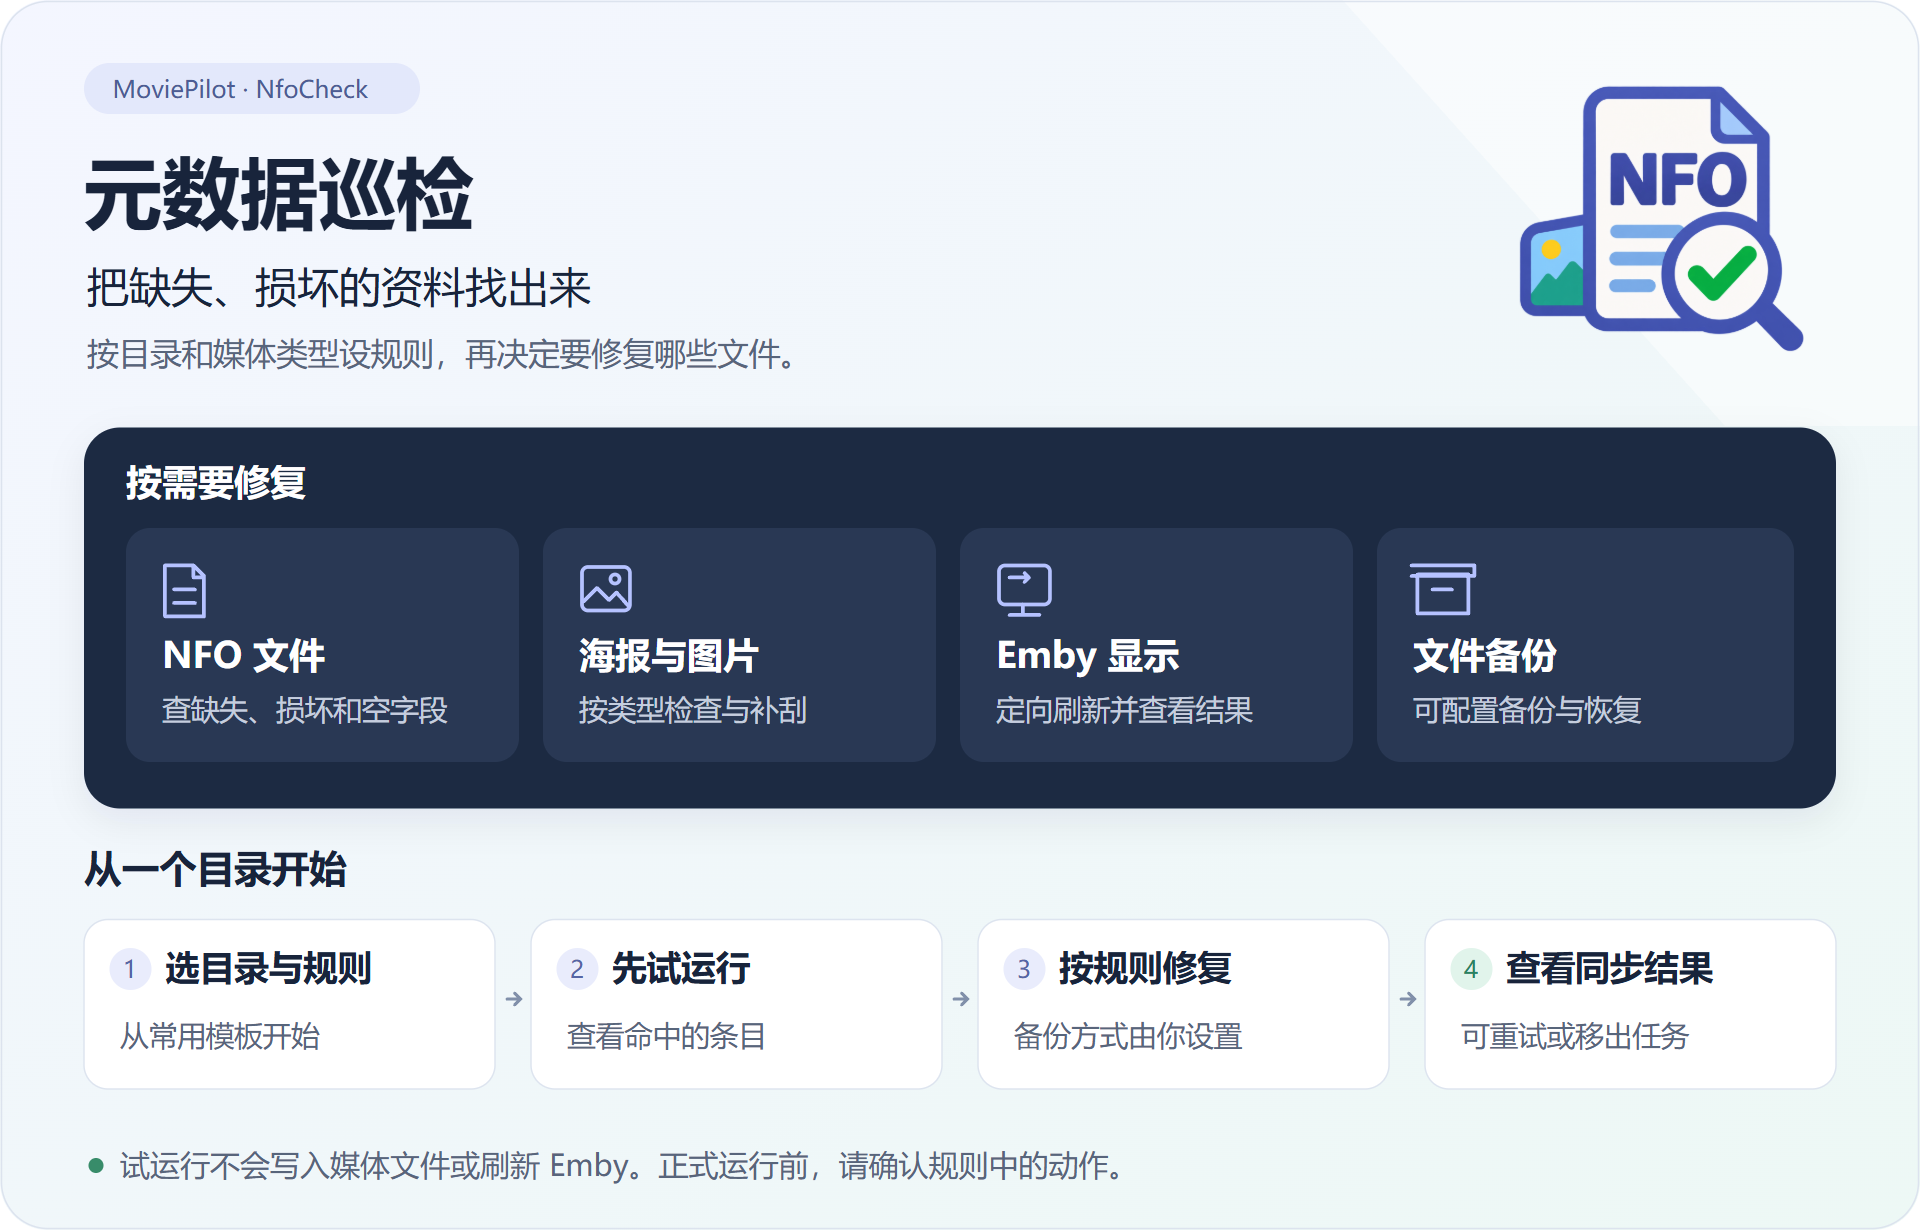 MoviePilot · NfoCheck
元数据巡检
把缺失、损坏的资料找出来
按目录和媒体类型设规则，再决定要修复哪些文件。
NFO
按需要修复
NFO 文件
查缺失、损坏和空字段
海报与图片
按类型检查与补刮
Emby 显示
定向刷新并查看结果
文件备份
可配置备份与恢复
从一个目录开始
1 选目录与规则
从常用模板开始
2 先试运行
查看命中的条目
3 按规则修复
备份方式由你设置
4 查看同步结果
可重试或移出任务
试运行不会写入媒体文件或刷新 Emby。正式运行前，请确认规则中的动作。